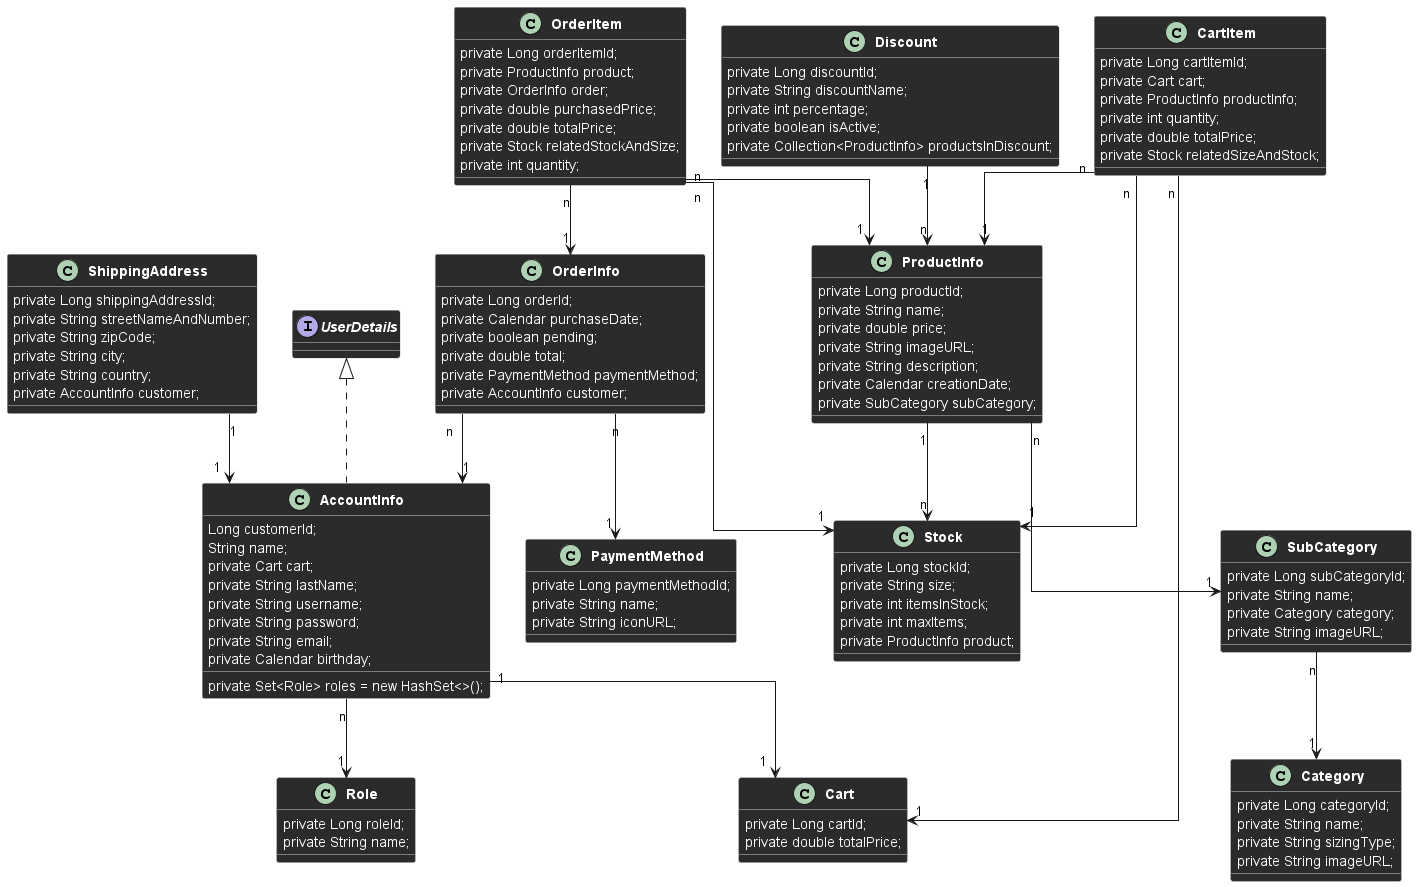 C OrderItem
private Long orderItemId;
private ProductInfo product;
private OrderInfo order;
private double purchasedPrice;
private double totalPrice;
private Stock relatedStockAndSize;
private int quantity;
C Discount
private Long discountId;
private String discountName;
private int percentage;
private boolean isActive;
private Collection<ProductInfo> productsInDiscount;
C CartItem
private Long cartItemId;
private Cart cart;
private ProductInfo productInfo;
private int quantity;
private double totalPrice;
private Stock relatedSizeAndStock;
n
n
n
1
n
n
n
1
1
n
1
C ShippingAddress
private Long shippingAddressId;
private String streetNameAndNumber;
private String zipCode;
private String city;
private String country;
private AccountInfo customer;
I UserDetails
C OrderInfo
private Long orderId;
private Calendar purchaseDate;
private boolean pending;
private double total;
private PaymentMethod paymentMethod;
private AccountInfo customer;
C ProductInfo
private Long productId;
private String name;
private double price;
private String imageURL;
private String description;
private Calendar creationDate;
private SubCategory subCategory;
1
n
n
1
n
1
1
1
1
n
1
1
C AccountInfo
Long customerId;
String name;
private Cart cart;
private String lastName;
private String username;
private String password;
private String email;
private Calendar birthday;
private Set<Role> roles = new HashSet<>();
C PaymentMethod
private Long paymentMethodId;
private String name;
private String iconURL;
C Stock
private Long stockId;
private String size;
private int itemsInStock;
private int maxItems;
private ProductInfo product;
C SubCategory
private Long subCategoryId;
private String name;
private Category category;
private String imageURL;
1
n
n
1
1
1
1
C Role
private Long roleId;
private String name;
C Cart
private Long cartId;
private double totalPrice;
1
C Category
private Long categoryId;
private String name;
private String sizingType;
private String imageURL;